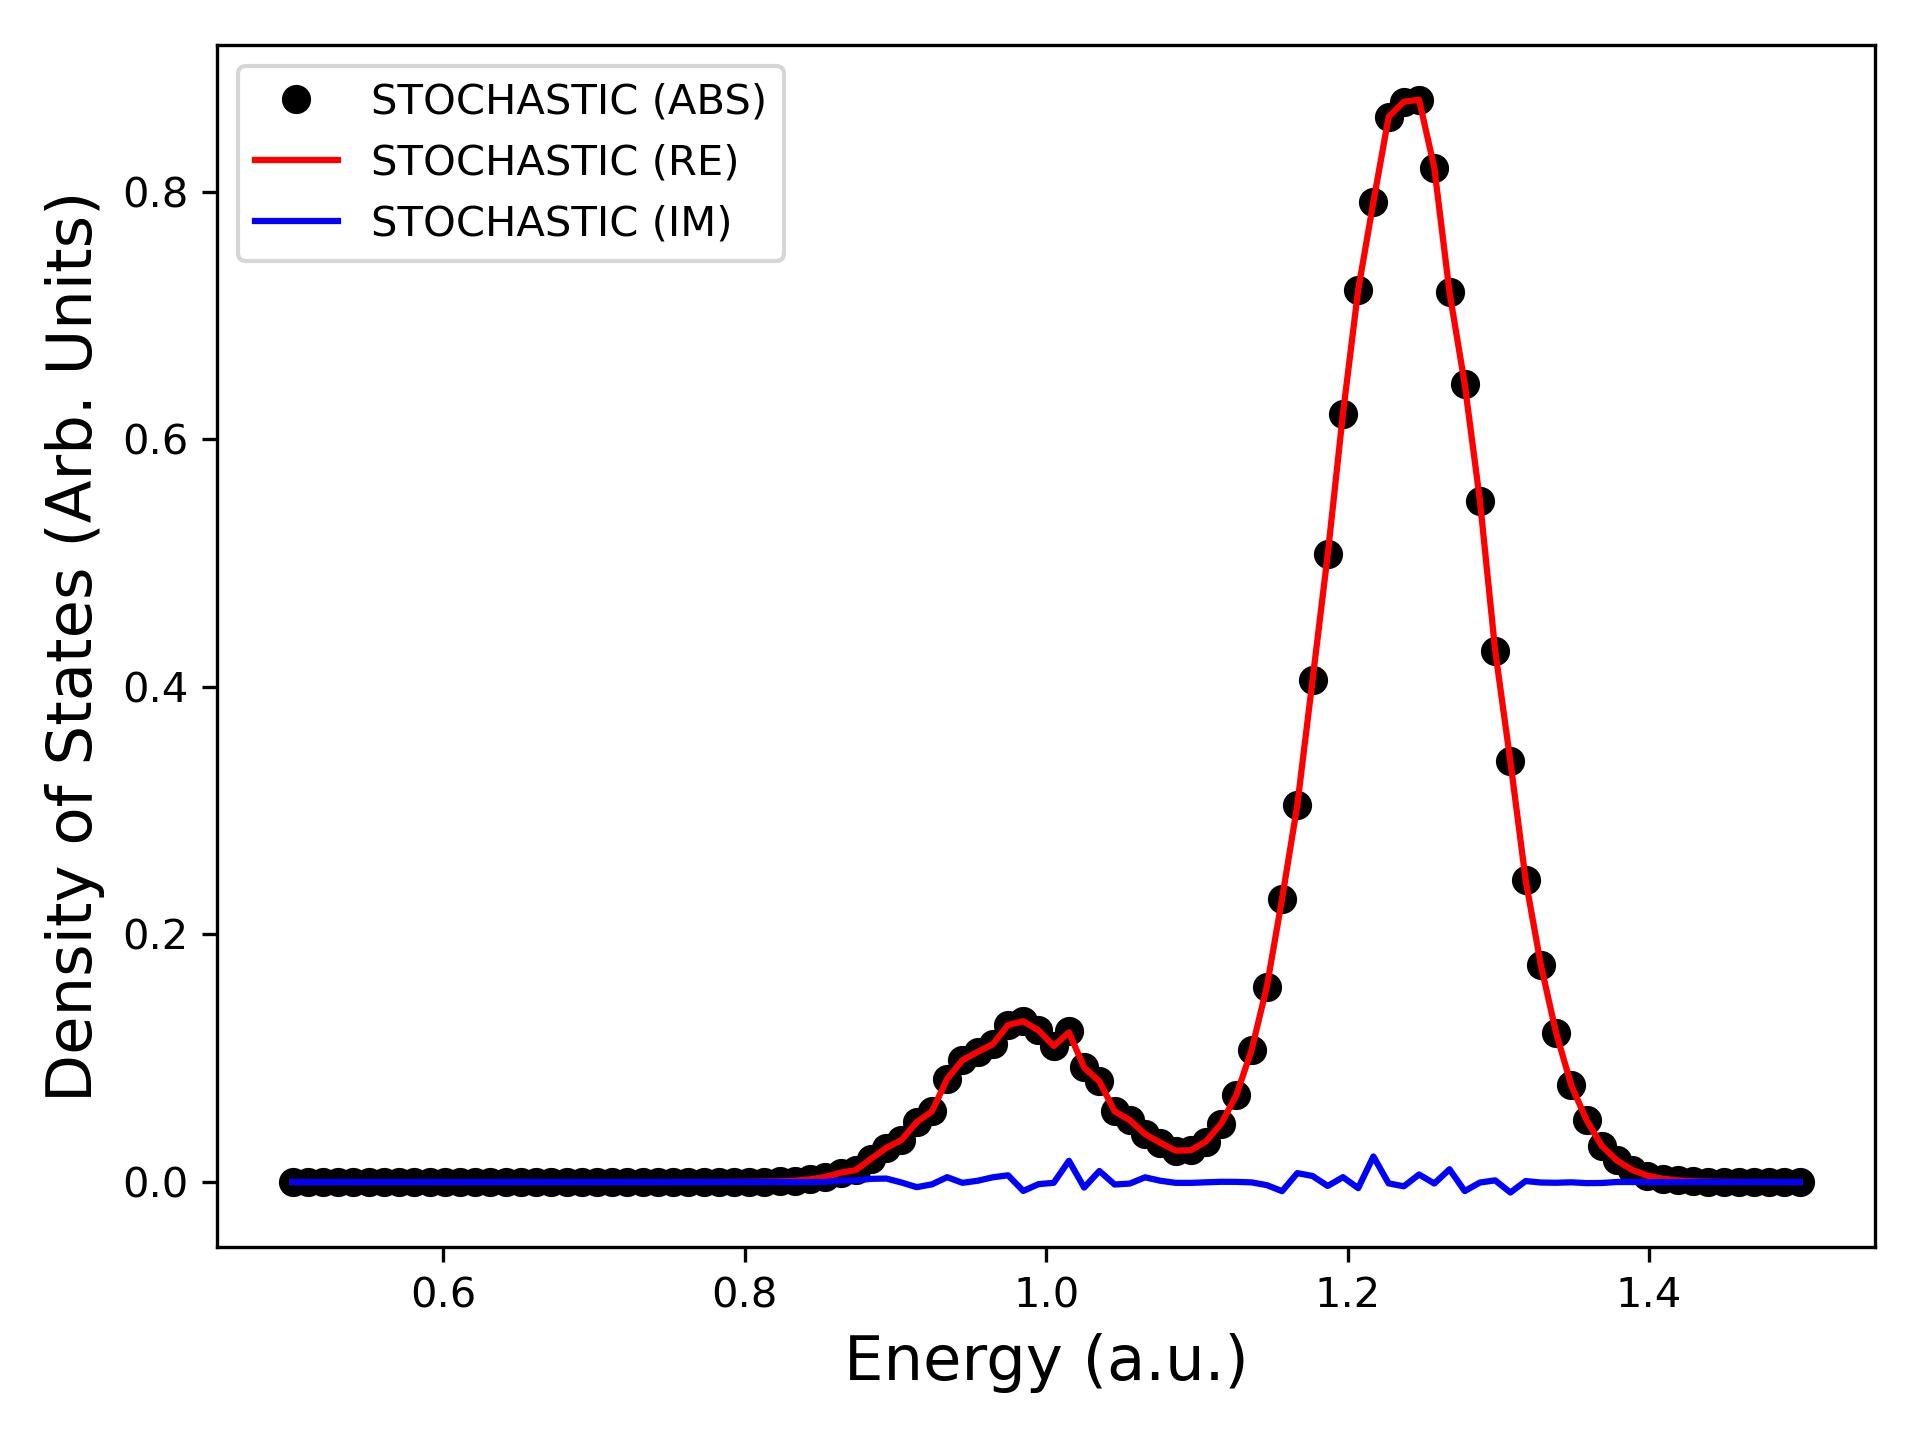 STOCHASTIC (ABS)
STOCHASTIC (RE)
STOCHASTIC (IM)
Density of States (Arb. Units)
0.8
0.6
0.4
0.2
0.0
0.6 0.8 1.0 1.2 1.4
Energy (a.u.)